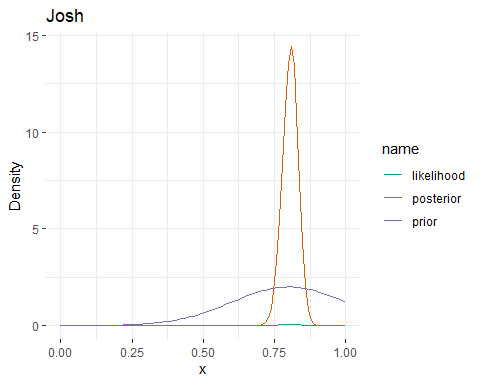 Josh
15
10
5
0
Density
0.00 0.25 0.50 0.75 1.00
x
name
likelihood
posterior
prior